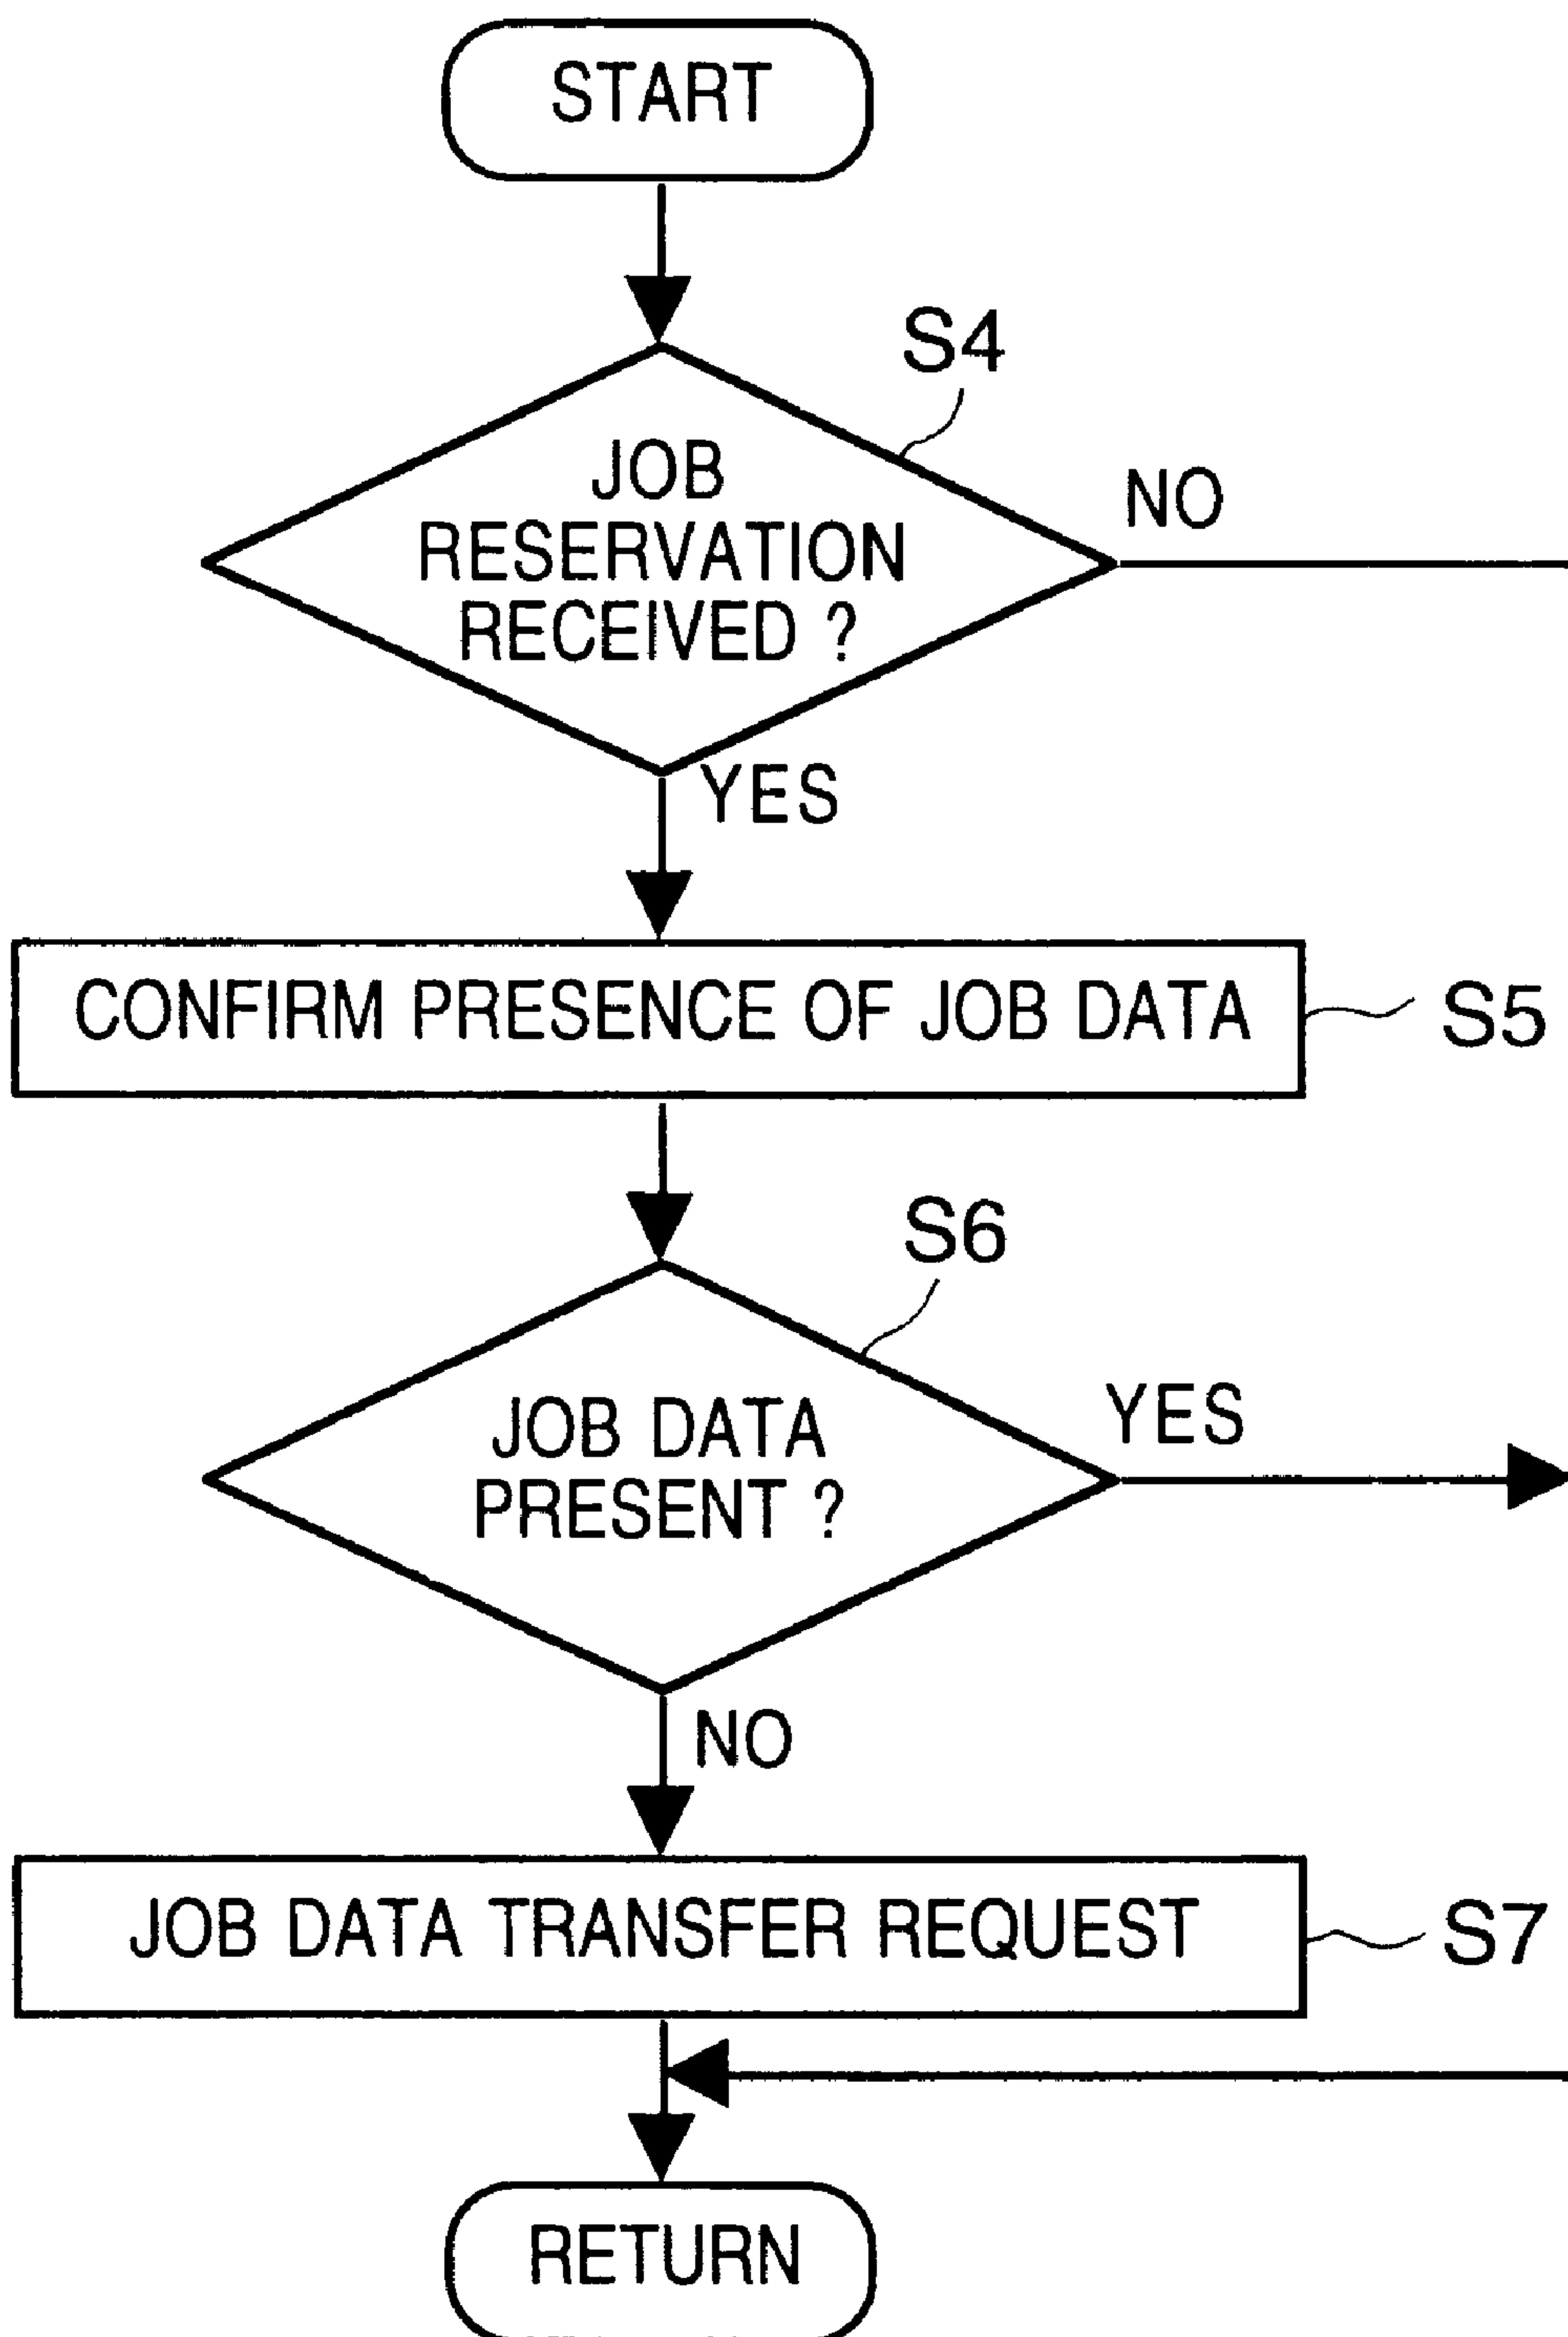 START
S4
JOB
RESERVATION
RECEIVED ?
NO
YES
CONFIRM PRESENCE OF JOB DATA
S5
S6
JOB DATA
PRESENT ?
YES
NO
JOB DATA TRANSFER REQUEST
S7
RETURN